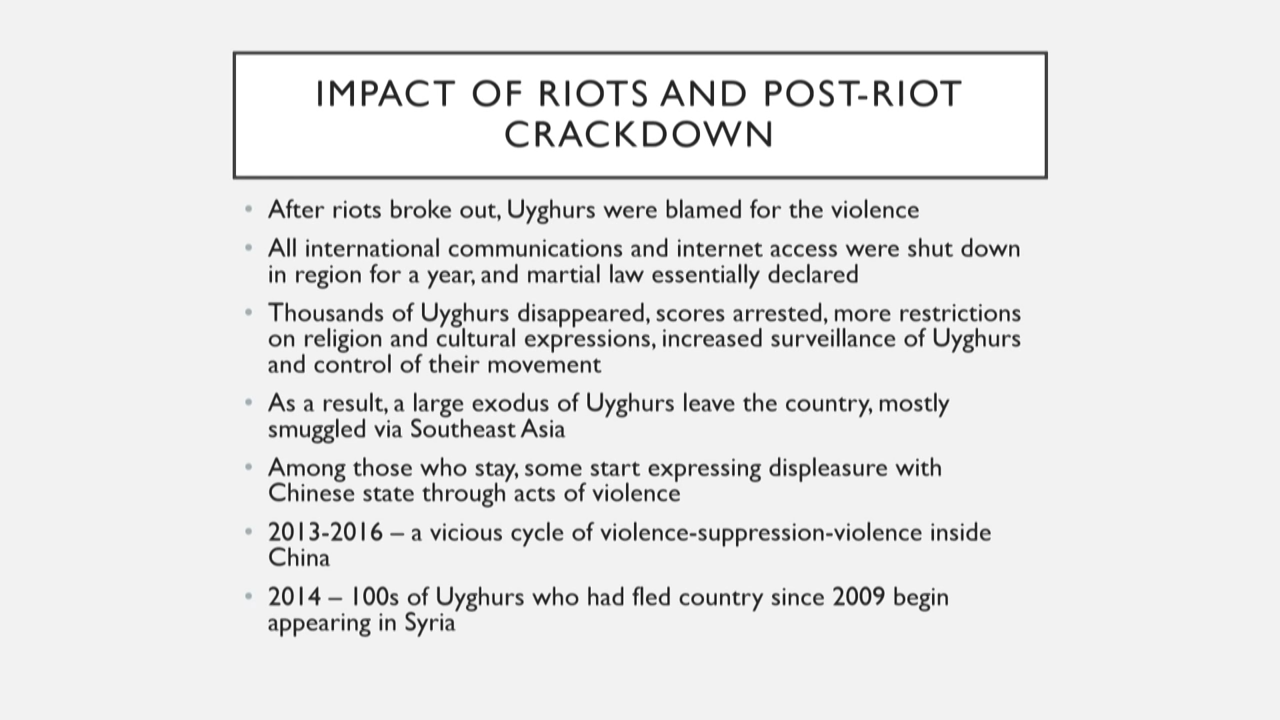 IMPACT OF RIOTS AND POST-RIOT
CRACKDOWN
• After riots broke out, Uyghurs were blamed for the violence
• All international communications and internet access were shut down
in region for a year, and martial law essentially declared
• Thousands of Uyghurs disappeared, scores arrested, more restrictions
on religion and cultural expressions, increased surveillance of Uyghurs
and control of their movement
• As a result, a large exodus of Uyghurs leave the country, mostly
smuggled via Southeast Asia
• Among those who stay, some start expressing displeasure with
Chinese state through acts of violence
• 2013-2016 – a vicious cycle of violence-suppression-violence inside
China
• 2014 – 100s of Uyghurs who had fled country since 2009 begin
appearing in Syria